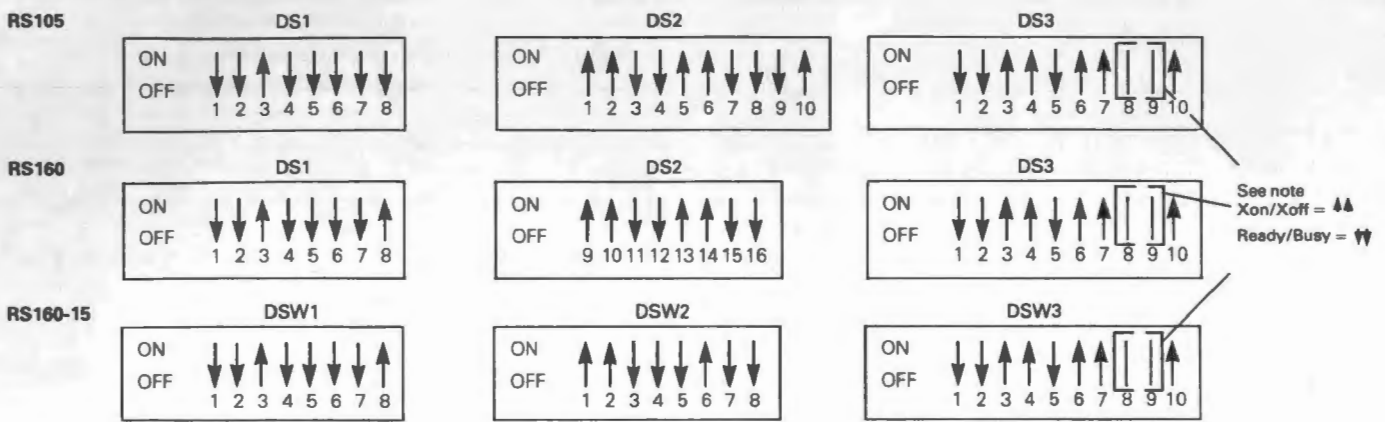 RS105
DS1
ON
OFF
1 2 3 4 5 6 7 8
DS2
ON
OFF
1 2 3 4 5 6 7 8 9 10
DS3
ON
OFF
1 2 3 4 5 6 7 8 9 10
RS160
DS1
ON
OFF
1 2 3 4 5 6 7 8
DS2
ON
OFF
9 10 11 12 13 14 15 16
DS3
ON
OFF
1 2 3 4 5 6 7 8 9 10
See note
Xon/Xoff =
Ready/Busy =
RS160-15
DSW1
ON
OFF
1 2 3 4 5 6 7 8
DSW2
ON
OFF
1 2 3 4 5 6 7 8
DSW3
ON
OFF
1 2 3 4 5 6 7 8 9 10